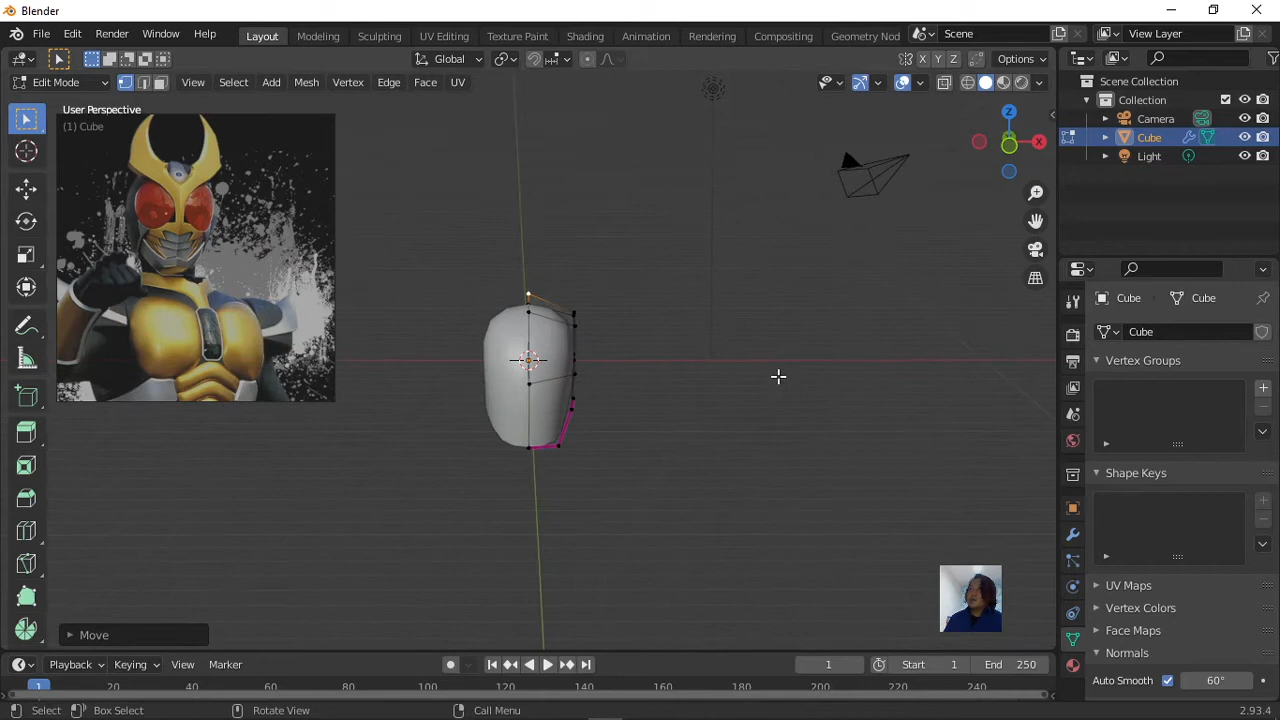 Blender
File Edit Render Window Help
Layout Modeling Sculpting UV Editing Texture Paint Shading Animation Rendering Compositing Geometry Nod
Scene
View Layer
Global
X Y Z
Options
Edit Mode
View Select Add Mesh Vertex Edge Face UV
User Perspective
(1) Cube
Z
X
Scene Collection
Collection
Camera
Cube
Light
Cube Cube
Cube
Vertex Groups
Shape Keys
UV Maps
Vertex Colors
Face Maps
Normals
Auto Smooth 60°
Move
Playback Keying View Marker
1 Start 1 End 250
1 20 40 60 80 100 120 140 160 180 200 220 240
Select Box Select Rotate View Call Menu 2.93.4